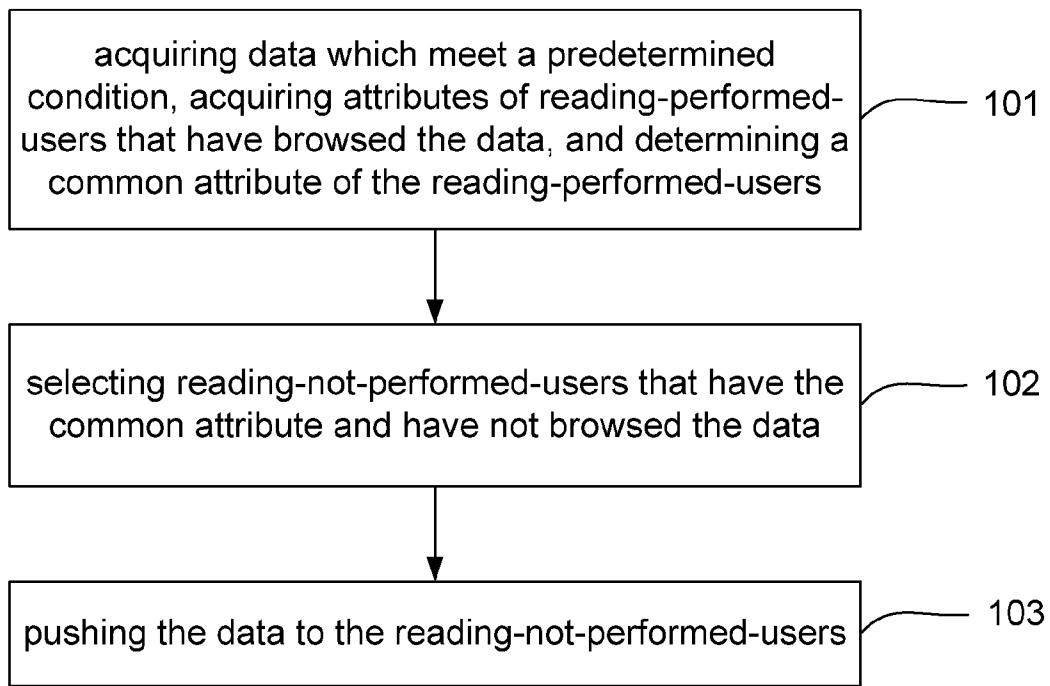 acquiring data which meet a predetermined
condition, acquiring attributes of reading-performed-
users that have browsed the data, and determining a
common attribute of the reading-performed-users
101
selecting reading-not-performed-users that have the
common attribute and have not browsed the data
102
pushing the data to the reading-not-performed-users
103